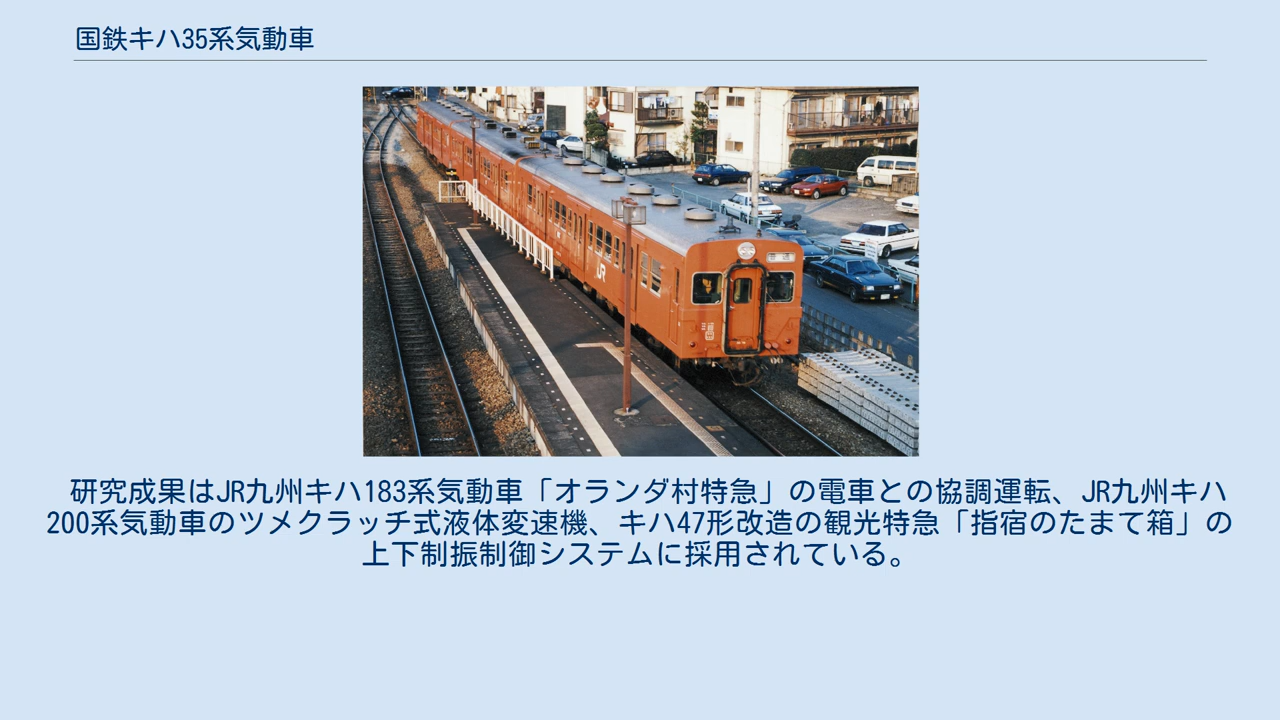 国鉄キハ35系気動車
JR
研究成果はJR九州キハ183系気動車「オランダ村特急」の電車との協調運転、JR九州キハ
200系気動車のツメクラッチ式液体変速機、キハ47形改造の観光特急「指宿のたまて箱」の
上下制振制御システムに採用されている。